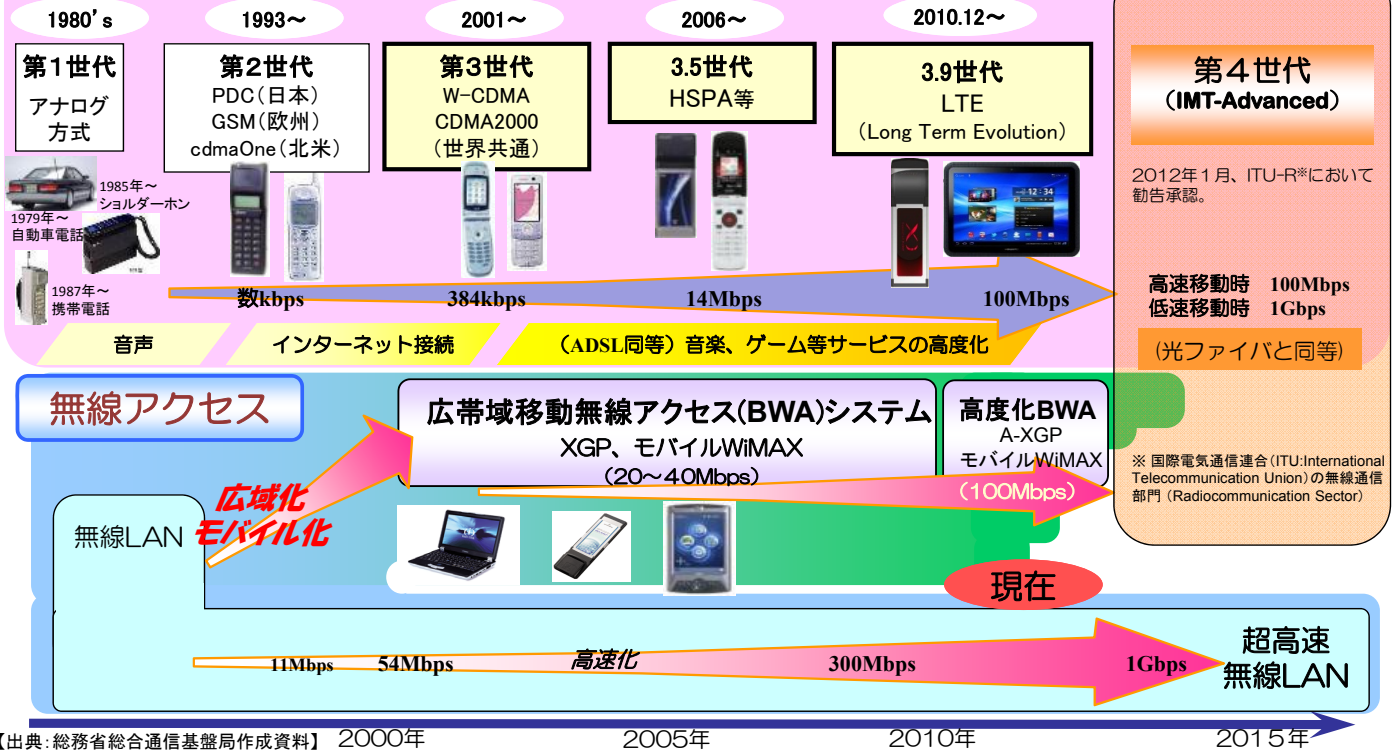 1980's
1993～
2001～
2006～
2010.12～
第1世代
アナログ
方式
第2世代
PDC（日本）
GSM（欧州）
cdmaOne（北米）
第3世代
W-CDMA
CDMA2000
（世界共通）
3.5世代
HSPA等
3.9世代
LTE
（Long Term Evolution）
第４世代
（IMT-Advanced）
2012年１月、ITU-R※において
勧告承認。
1985年～
ショルダーホン
1979年～
自動車電話
1987年～
携帯電話
12:34
数kbps
384kbps
14Mbps
100Mbps
高速移動時 100Mbps
低速移動時 1Gbps
(光ファイバと同等)
音声
インターネット接続
（ADSL同等）音楽、ゲーム等サービスの高度化
無線アクセス
広帯域移動無線アクセス(BWA)システム
XGP、モバイルWiMAX
（20～40Mbps）
高度化BWA
A-XGP
モバイルWiMAX
（100Mbps）
※ 国際電気通信連合（ITU:International
Telecommunication Union）の無線通信
部門（Radiocommunication Sector）
広域化
モバイル化
無線LAN
現在
11Mbps
54Mbps
高速化
300Mbps
1Gbps
超高速
無線LAN
【出典：総務省総合通信基盤局作成資料】
2000年
2005年
2010年
2015年